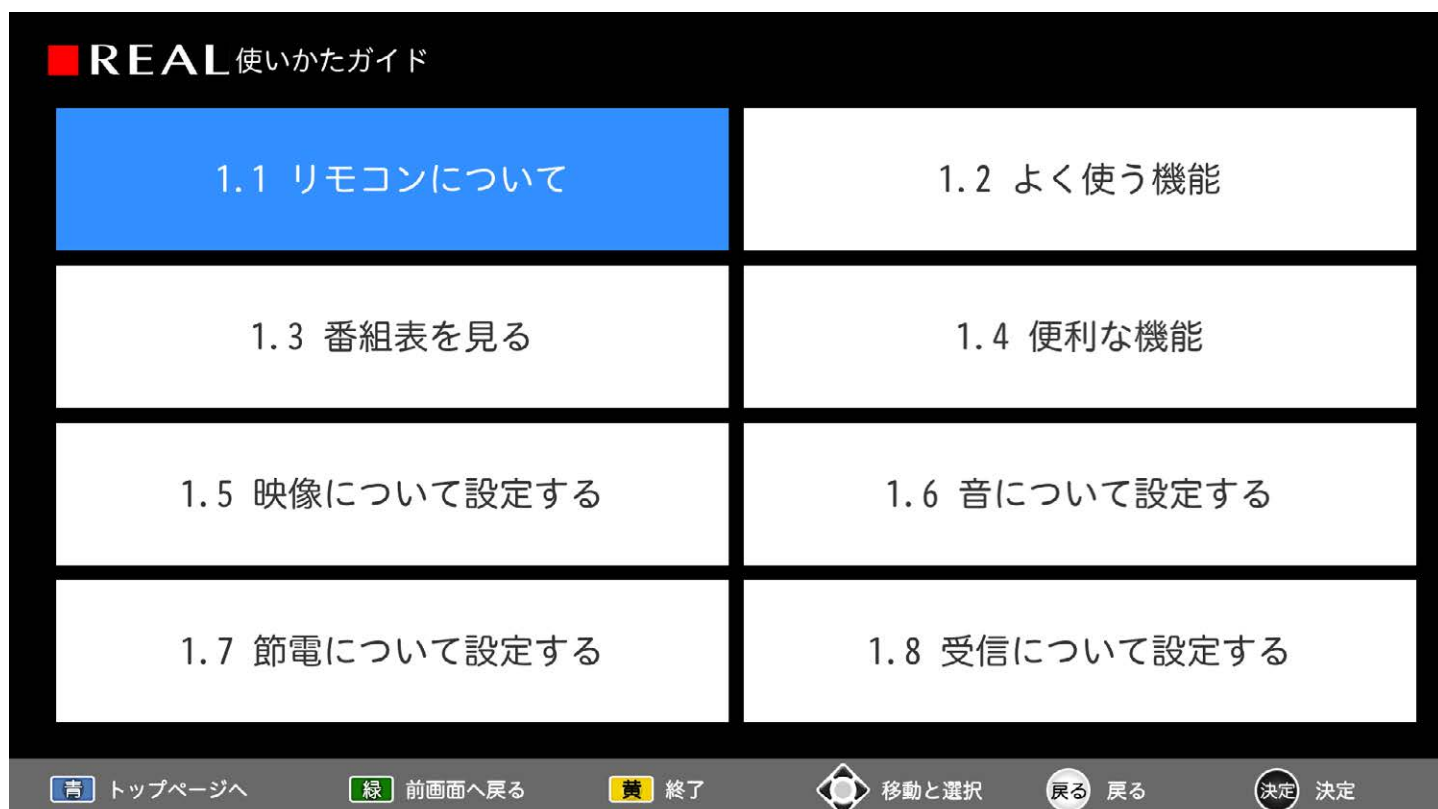 REAL使いかたガイド
1.1 リモコンについて
1.2 よく使う機能
1.3 番組表を見る
1.4 便利な機能
1.5 映像について設定する
1.6 音について設定する
1.7 節電について設定する
1.8 受信について設定する
青 トップページへ 緑 前画面へ戻る 黄 終了 移動と選択 戻る 戻る 決定 決定